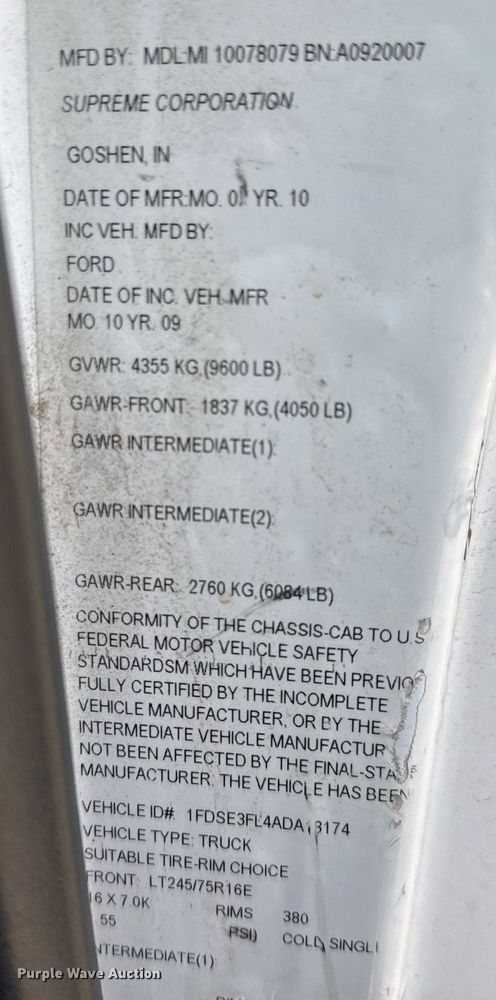 MFD BY: MDL:MI 10078079 BN:A0920007
SUPREME CORPORATION
GOSHEN, IN
DATE OF MFR:MO. YR. 10
INC VEH. MFD BY:
FORD
DATE OF INC. VEH. MFR
MO. 10 YR. 09
GVWR: 4355 KG,(9600 LB)
GAWR-FRONT: 1837 KG,(4050 LB)
GAWR INTERMEDIATE(1):
GAWR INTERMEDIATE(2):
GAWR-REAR: 2760 KG,(6084 LB)
CONFORMITY OF THE CHASSIS-CAB TO U.S
FEDERAL MOTOR VEHICLE SAFETY
STANDARDSM WHICH HAVE BEEN PREVIO
FULLY CERTIFIED BY THE INCOMPLETE
VEHICLE MANUFACTURER, OR BY THE
INTERMEDIATE VEHICLE MANUFACTUR
NOT BEEN AFFECTED BY THE FINAL-STA
MANUFACTURER. THE VEHICLE HAS BEEN
VEHICLE ID#: 1FDSE3FL4ADA 3174
VEHICLE TYPE: TRUCK
SUITABLE TIRE-RIM CHOICE
FRONT: LT245/75R16E
16 X 7.0K RIMS 380
55 PSI) COLD SINGL
NTERMEDIATE(1):
Purple Wave Auction